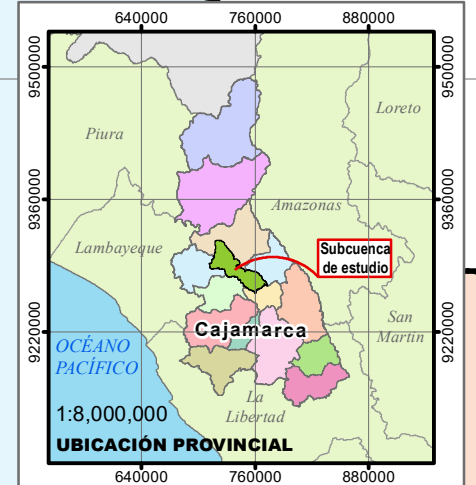 640000 760000 880000
9500000 9500000
Loreto
Piura
9360000 9360000
Amazonas
Lambayeque
Subcuenca
de estudio
9220000 9220000
Cajamarca
San
Martín
OCÉANO
PACÍFICO
La
Libertad
1:8,000,000
UBICACIÓN PROVINCIAL
640000 760000 880000